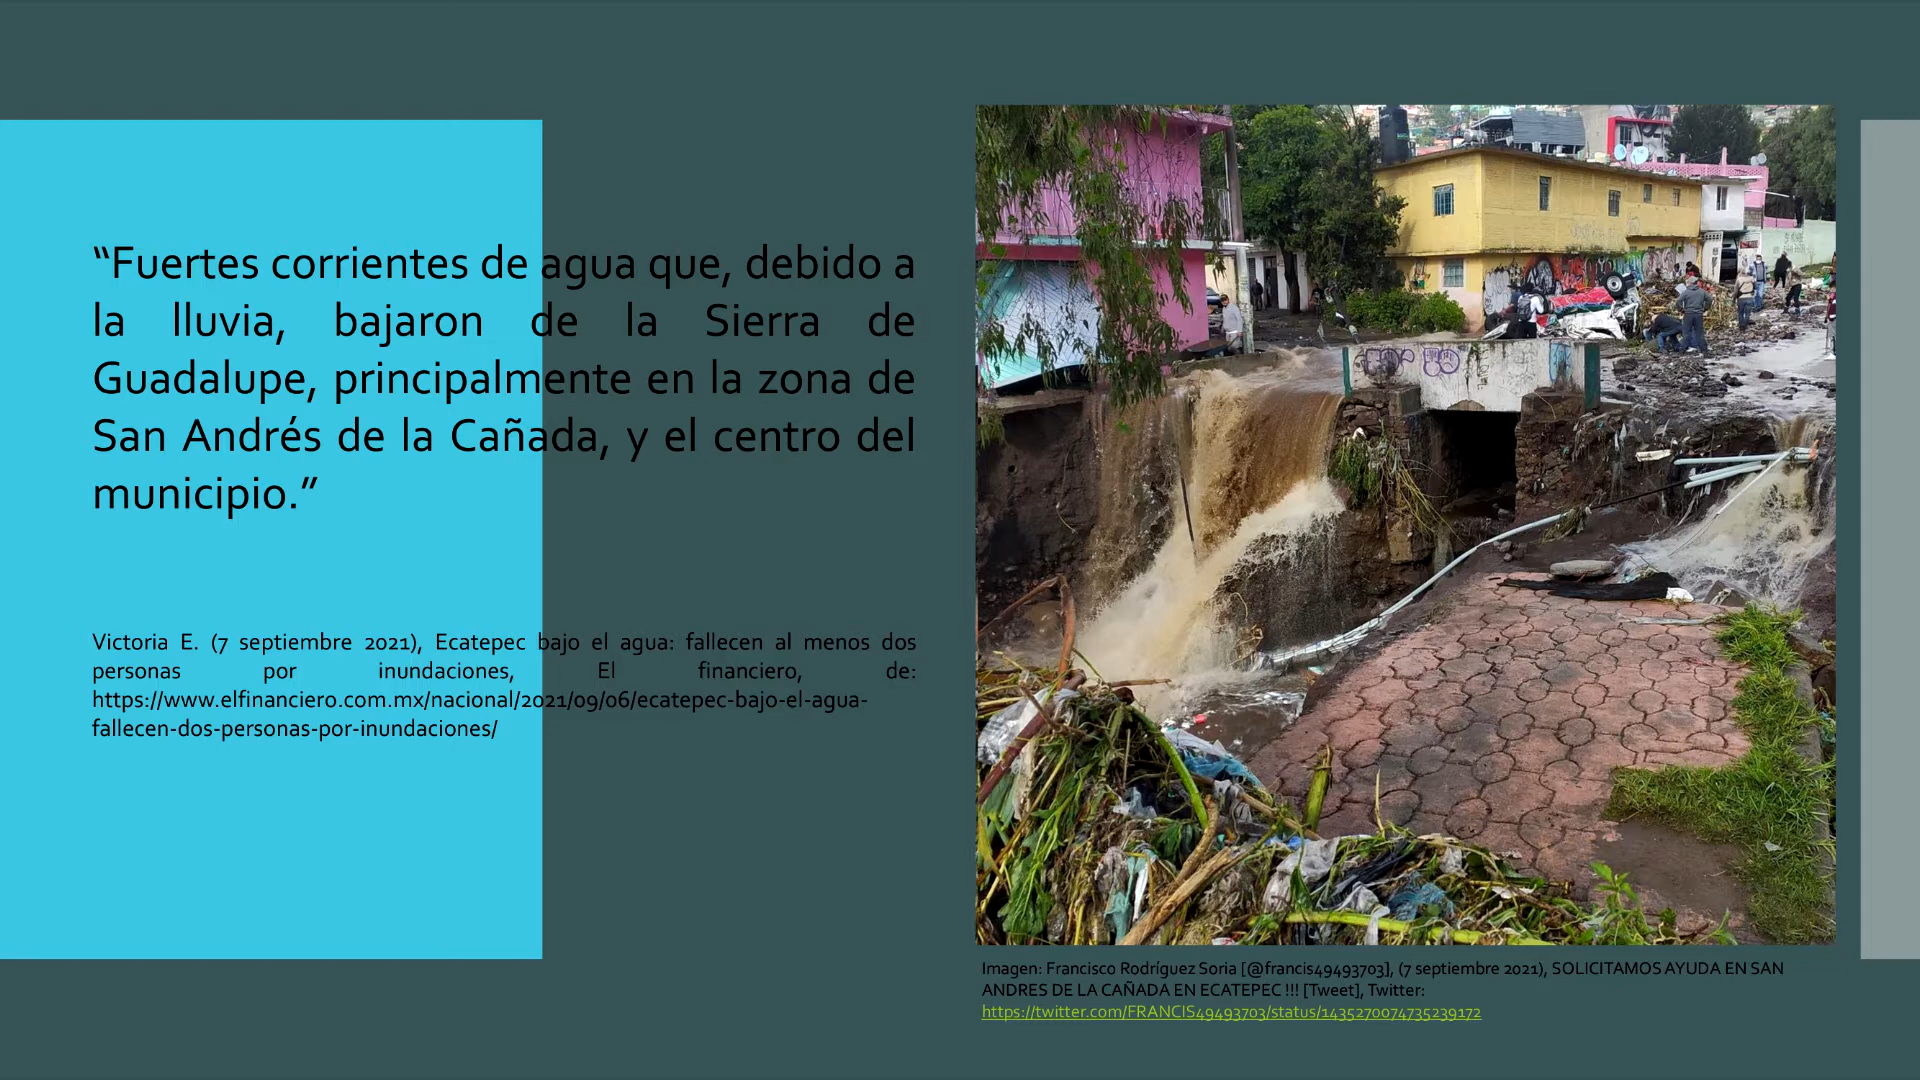 “Fuertes corrientes de agua que, debido a
la lluvia, bajaron de la Sierra de
Guadalupe, principalmente en la zona de
San Andrés de la Cañada, y el centro del
municipio.”
Victoria E. (7 septiembre 2021), Ecatepec bajo el agua: fallecen al menos dos
personas por inundaciones, El financiero, de:
https://www.elfinanciero.com.mx/nacional/2021/09/06/ecatepec-bajo-el-agua-
fallecen-dos-personas-por-inundaciones/
Imagen: Francisco Rodríguez Soria [@francis49493703], (7 septiembre 2021), SOLICITAMOS AYUDA EN SAN
ANDRES DE LA CAÑADA EN ECATEPEC !!! [Tweet], Twitter:
https://twitter.com/FRANCIS49493703/status/1435270074735239172